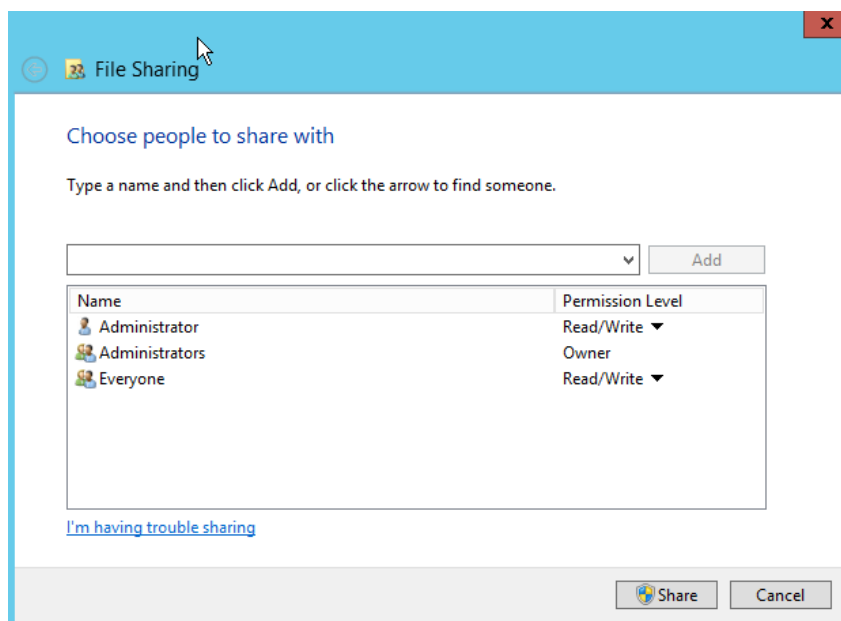 x
File Sharing
Choose people to share with
Type a name and then click Add, or click the arrow to find someone.
Add
Name Permission Level
Administrator Read/Write
Administrators Owner
Everyone Read/Write
I'm having trouble sharing
Share Cancel